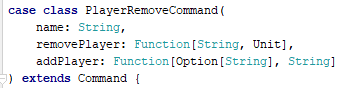 case class PlayerRemoveCommand(
name: String,
removePlayer: Function[String, Unit],
addPlayer: Function[Option[String], String]
) extends Command {